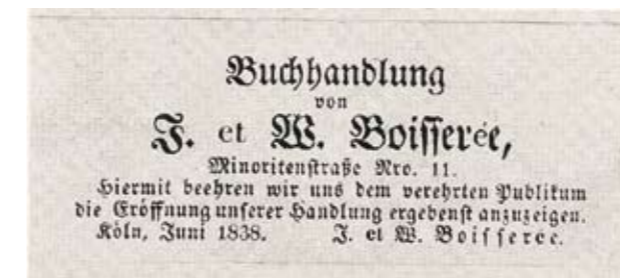 Buchhandlung
von
J. et W. Boisserée,
Minoritenstraße Nro. 11.
Hiermit beehren wir uns dem verehrten Publikum
die Eröffnung unserer Handlung ergebenst anzuzeigen.
Köln, Juni 1838. J. et W. Boisserée.